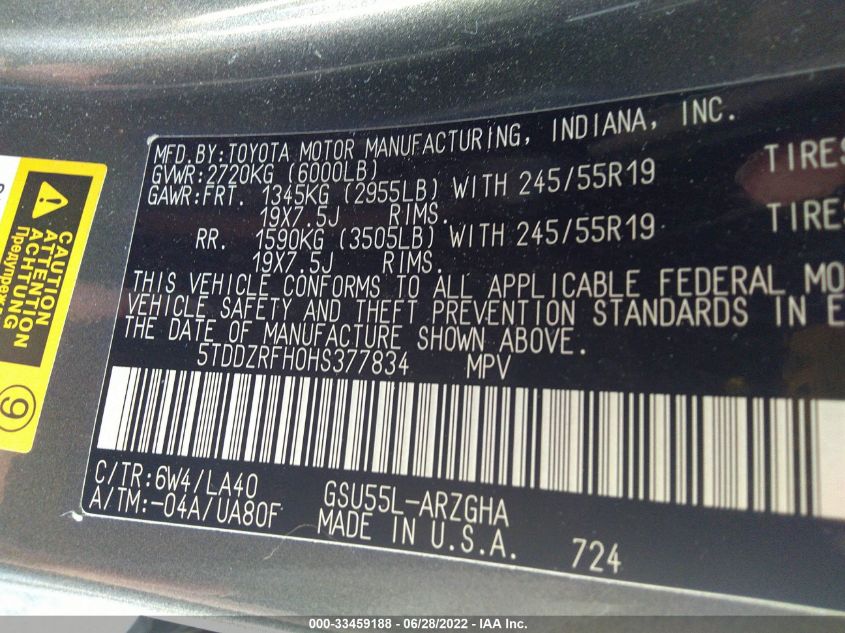 MFD.BY:TOYOTA MOTOR MANUFACTURING, INDIANA, INC.
GVWR:2720KG (6000LB)
GAWR:FRT. 1345KG (2955LB) WITH 245/55R19 TIRES
19X7.5J RIMS.
RR. 1590KG (3505LB) WITH 245/55R19 TIRES
19X7.5J RIMS.
THIS VEHICLE CONFORMS TO ALL APPLICABLE FEDERAL MO
VEHICLE SAFETY AND THEFT PREVENTION STANDARDS IN E
THE DATE OF MANUFACTURE SHOWN ABOVE.
5TDDZRFH0HS377834 MPV
C/TR:6W4/LA40 GSU55L-ARZGHA
A/TM:-04A/UA80F MADE IN U.S.A. 724
CAUTION
ATTENTION
ACHTUNG
9
000-33459188 - 06/28/2022 - IAA Inc.